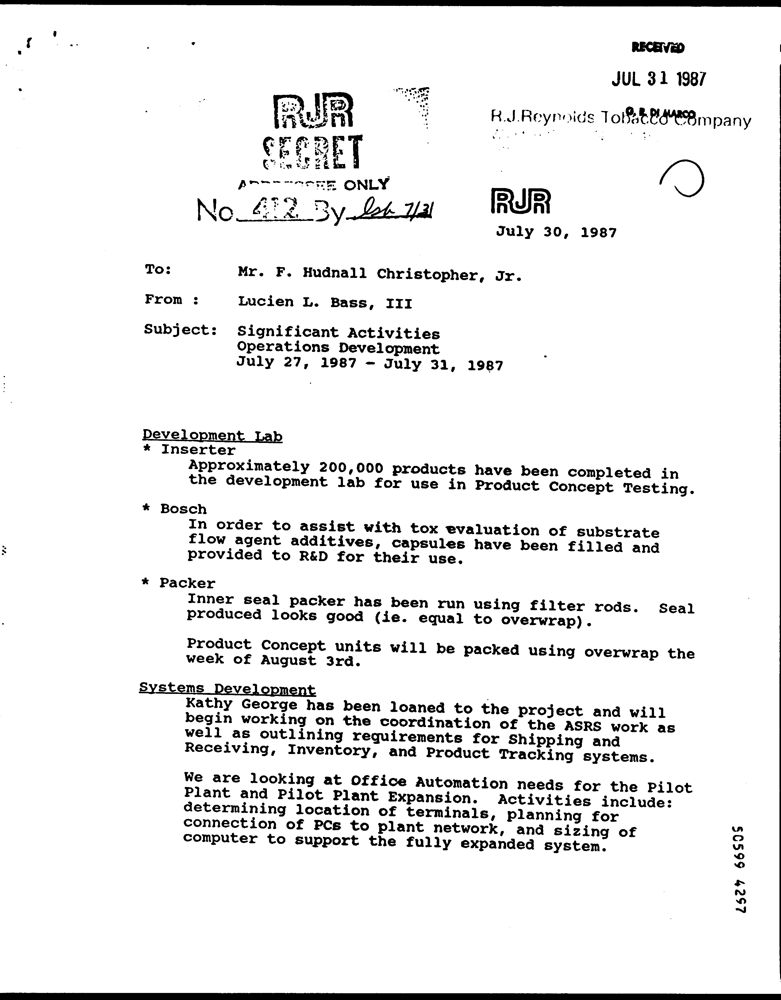 RECEIVED
JUL 31 1987
R.J.Reynolds Tobacco Company
RJR
SECRET
ADDRESSEE ONLY
No. 412 By 7/31
RJR
July 30, 1987
To: Mr. F. Hudnall Christopher, Jr.
From : Lucien L. Bass, III
Subject: Significant Activities
Operations Development
July 27, 1987 - July 31, 1987
Development Lab
* Inserter
Approximately 200,000 products have been completed in
the development lab for use in Product Concept Testing.
* Bosch
In order to assist with tox evaluation of substrate
flow agent additives, capsules have been filled and
provided to R&D for their use.
* Packer
Inner seal packer has been run using filter rods. Seal
produced looks good (ie. equal to overwrap).
Product Concept units will be packed using overwrap the
week of August 3rd.
Systems Development
Kathy George has been loaned to the project and will
begin working on the coordination of the ASRS work as
well as outlining requirements for Shipping and
Receiving, Inventory, and Product Tracking systems.
We are looking at Office Automation needs for the Pilot
Plant and Pilot Plant Expansion. Activities include:
determining location of terminals, planning for
connection of PCs to plant network, and sizing of
computer to support the fully expanded system.
50599 4297